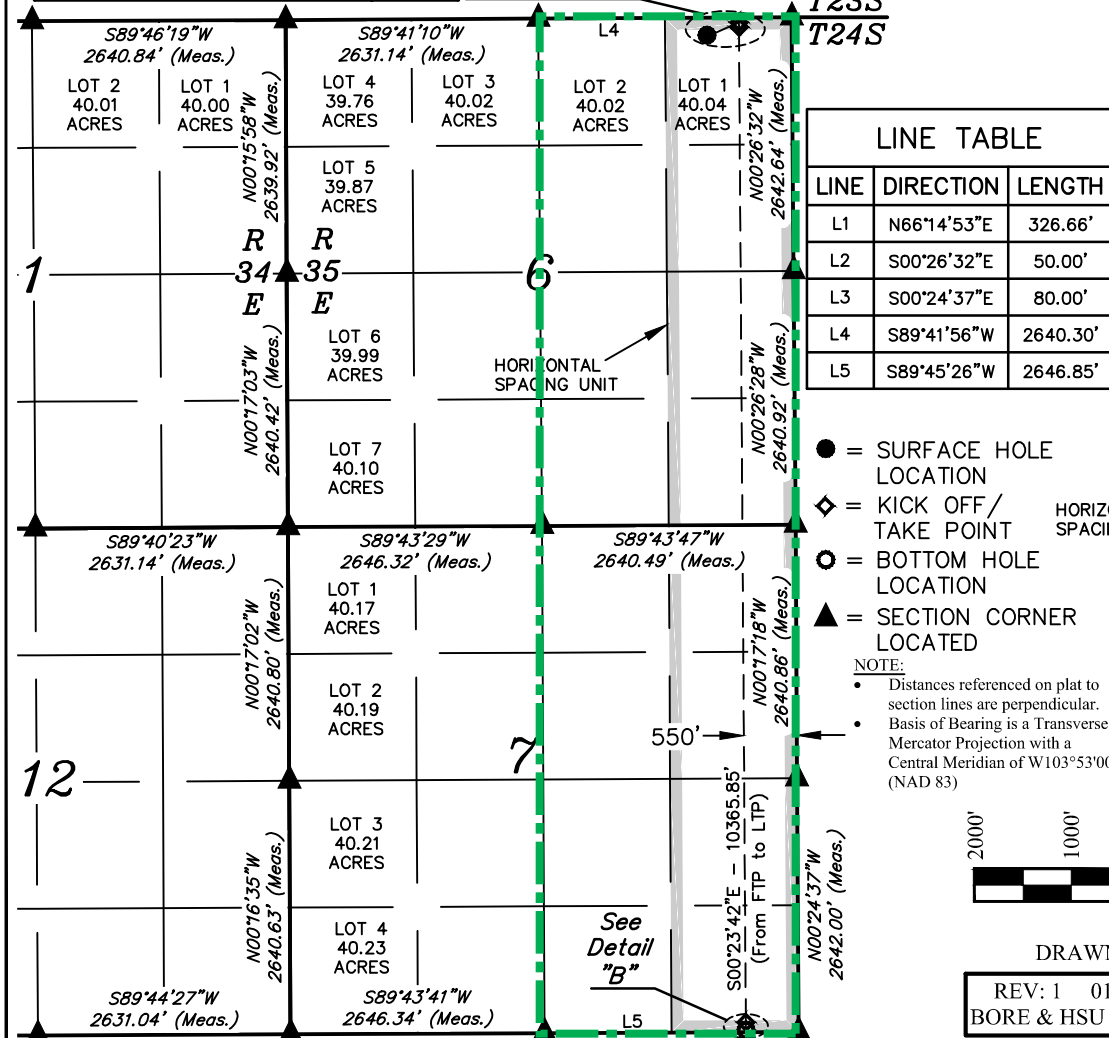 T23S
T24S
S89°46'19"W
2640.84' (Meas.)
S89°41'10"W
2631.14' (Meas.)
L4
LOT 2
40.01
ACRES
LOT 1
40.00
ACRES
N00°15'58"W
2639.92' (Meas.)
LOT 4
39.76
ACRES
LOT 3
40.02
ACRES
LOT 2
40.02
ACRES
LOT 1
40.04
ACRES
N00°26'32"W
2642.64' (Meas.)
LOT 5
39.87
ACRES
R
34
E
R
35
E
1
6
LOT 6
39.99
ACRES
HORIZONTAL
SPACING UNIT
N00°17'03"W
2640.42' (Meas.)
N00°26'28"W
2640.92' (Meas.)
LOT 7
40.10
ACRES
S89°40'23"W
2631.14' (Meas.)
S89°43'29"W
2646.32' (Meas.)
S89°43'47"W
2640.49' (Meas.)
LOT 1
40.17
ACRES
N00°17'02"W
2640.80' (Meas.)
N00°17'18"W
2640.86' (Meas.)
LOT 2
40.19
ACRES
550'
12
7
LOT 3
40.21
ACRES
S00°23'42"E - 10365.85'
(From FTP to LTP)
N00°16'35"W
2640.63' (Meas.)
N00°24'37"W
2642.00' (Meas.)
LOT 4
40.23
ACRES
See
Detail
"B"
S89°44'27"W
2631.04' (Meas.)
S89°43'41"W
2646.34' (Meas.)
L5
LINE TABLE
LINE DIRECTION LENGTH
L1 N66°14'53"E 326.66'
L2 S00°26'32"E 50.00'
L3 S00°24'37"E 80.00'
L4 S89°41'56"W 2640.30'
L5 S89°45'26"W 2646.85'
= SURFACE HOLE
LOCATION
= KICK OFF/
TAKE POINT
HORIZO
SPACIN
= BOTTOM HOLE
LOCATION
= SECTION CORNER
LOCATED
NOTE:
• Distances referenced on plat to
section lines are perpendicular.
• Basis of Bearing is a Transverse
Mercator Projection with a
Central Meridian of W103°53'00
(NAD 83)
2000'
1000'
DRAWN
REV: 1 01
BORE & HSU